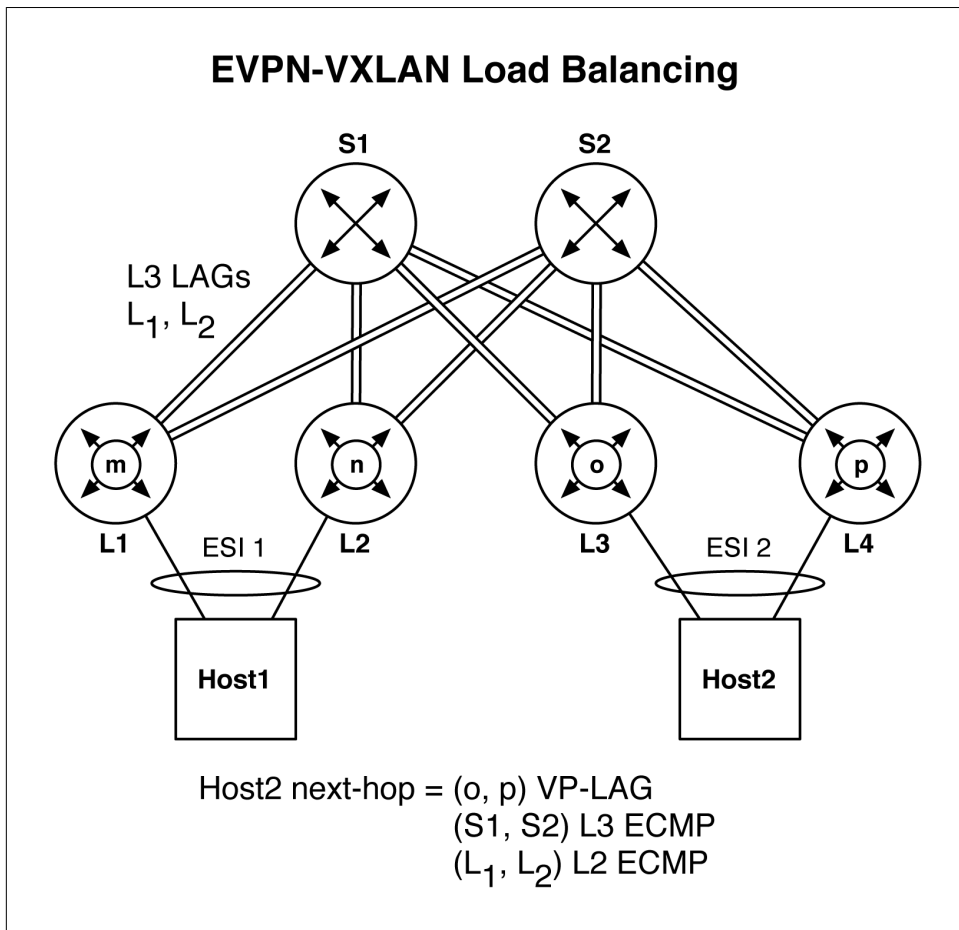 EVPN-VXLAN Load Balancing
S1
S2
L3 LAGs
L₁, L₂
m
n
o
p
L1
ESI 1
L2
L3
ESI 2
L4
Host1
Host2
Host2 next-hop = (o, p) VP-LAG
(S1, S2) L3 ECMP
(L₁, L₂) L2 ECMP